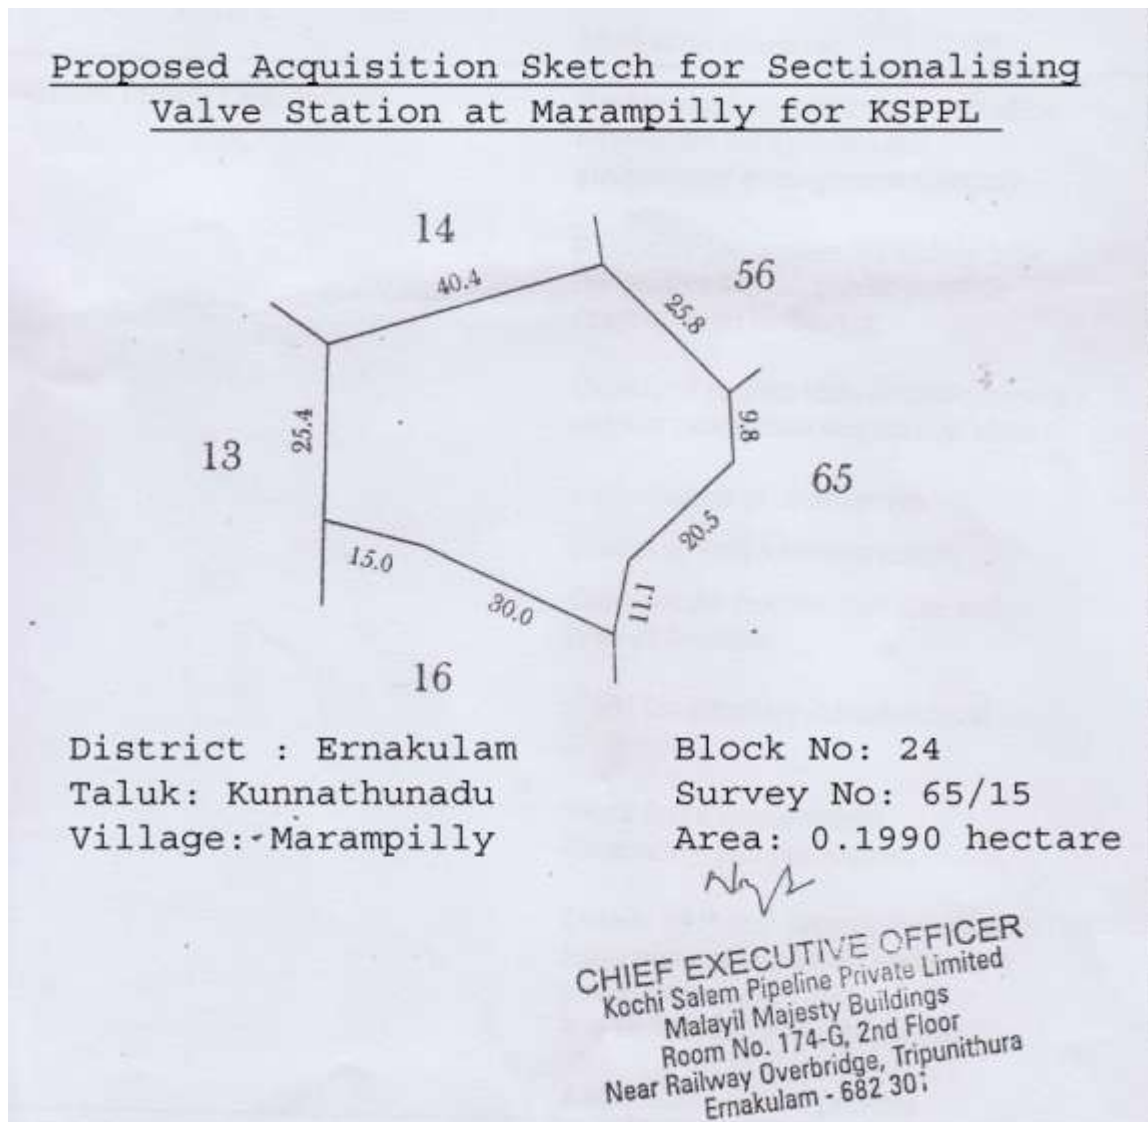 Proposed Acquisition Sketch for Sectionalising
Valve Station at Marampilly for KSPPL
14
40.4
56
25.8
25.4
9.8
13
65
20.5
15.0
11.1
30.0
16
District : Ernakulam
Taluk: Kunnathunadu
Village: Marampilly
Block No: 24
Survey No: 65/15
Area: 0.1990 hectare
CHIEF EXECUTIVE OFFICER
Kochi Salem Pipeline Private Limited
Malayil Majesty Buildings
Room No. 174-G, 2nd Floor
Near Railway Overbridge, Tripunithura
Ernakulam - 682 30